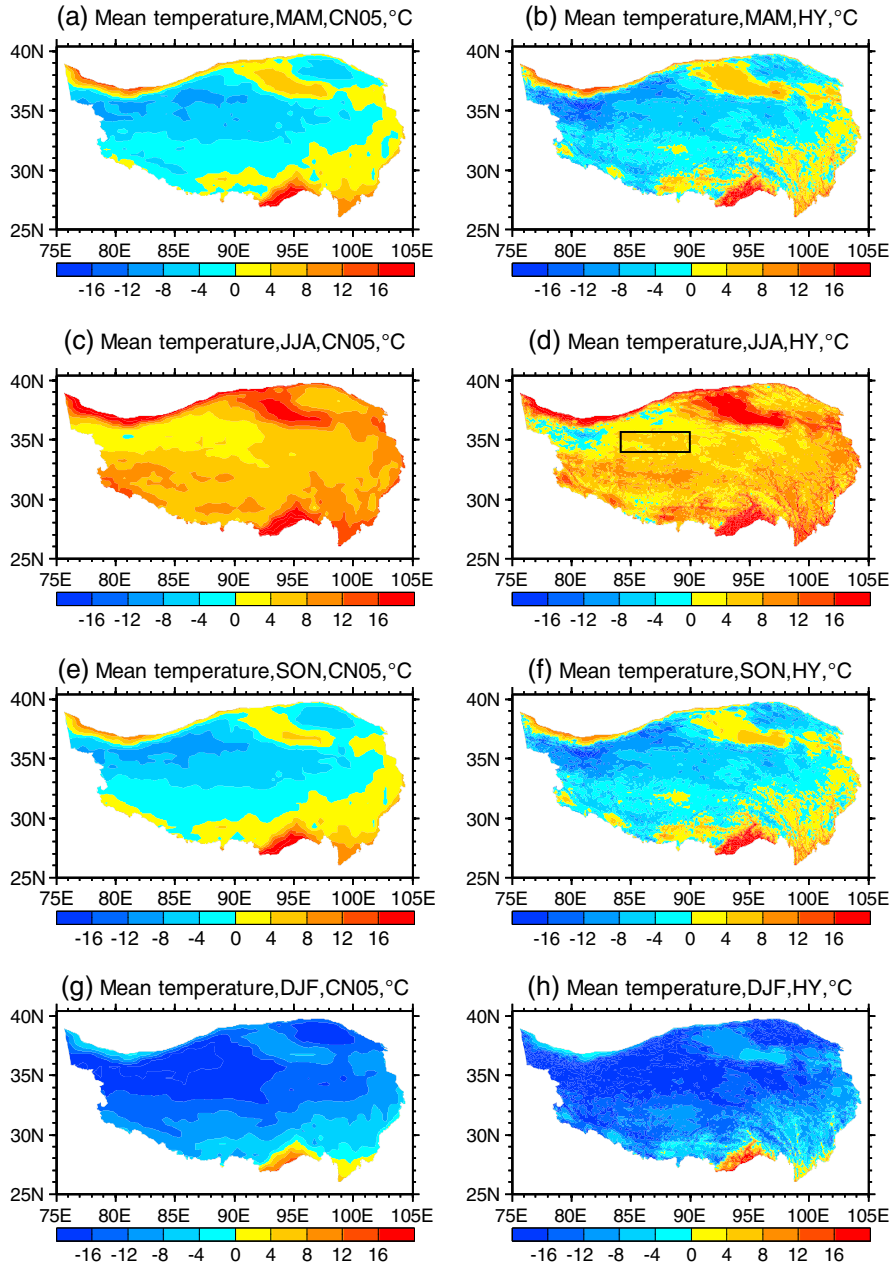 (a) Mean temperature,MAM,CN05,°C
40N
35N
30N
25N
75E 80E 85E 90E 95E 100E 105E
-16 -12 -8 -4 0 4 8 12 16
(b) Mean temperature,MAM,HY,°C
40N
35N
30N
25N
75E 80E 85E 90E 95E 100E 105E
-16 -12 -8 -4 0 4 8 12 16
(c) Mean temperature,JJA,CN05,°C
40N
35N
30N
25N
75E 80E 85E 90E 95E 100E 105E
-16 -12 -8 -4 0 4 8 12 16
(d) Mean temperature,JJA,HY,°C
40N
35N
30N
25N
75E 80E 85E 90E 95E 100E 105E
-16 -12 -8 -4 0 4 8 12 16
(e) Mean temperature,SON,CN05,°C
40N
35N
30N
25N
75E 80E 85E 90E 95E 100E 105E
-16 -12 -8 -4 0 4 8 12 16
(f) Mean temperature,SON,HY,°C
40N
35N
30N
25N
75E 80E 85E 90E 95E 100E 105E
-16 -12 -8 -4 0 4 8 12 16
(g) Mean temperature,DJF,CN05,°C
40N
35N
30N
25N
75E 80E 85E 90E 95E 100E 105E
-16 -12 -8 -4 0 4 8 12 16
(h) Mean temperature,DJF,HY,°C
40N
35N
30N
25N
75E 80E 85E 90E 95E 100E 105E
-16 -12 -8 -4 0 4 8 12 16